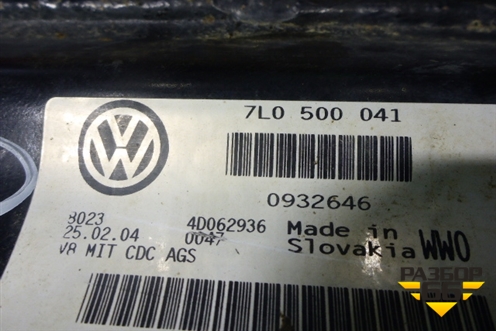 7L0 500 041
0932646
8023
25.02.04
4D062936
0047
Made in
Slovakia
WWO
V8 MIT CDC AGS
РАЗБОР